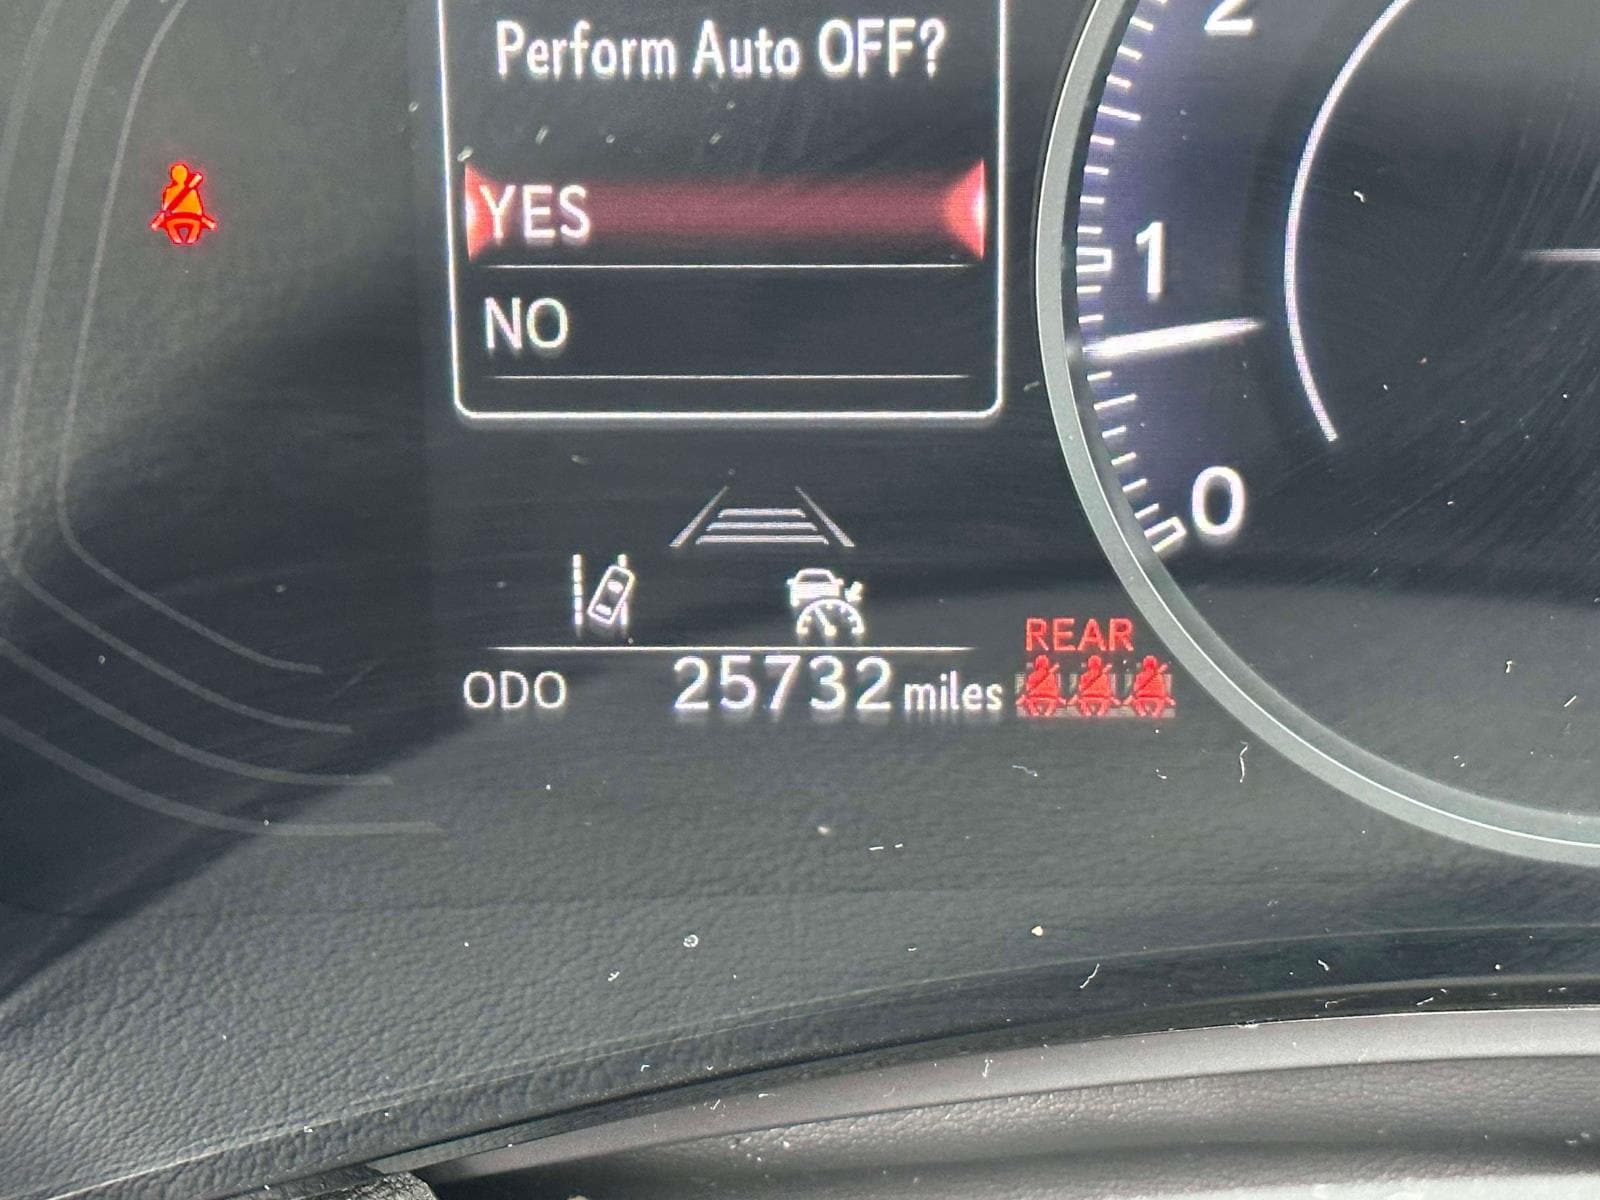 Perform Auto OFF?
YES
NO
2
1
0
REAR
ODO 25732 miles